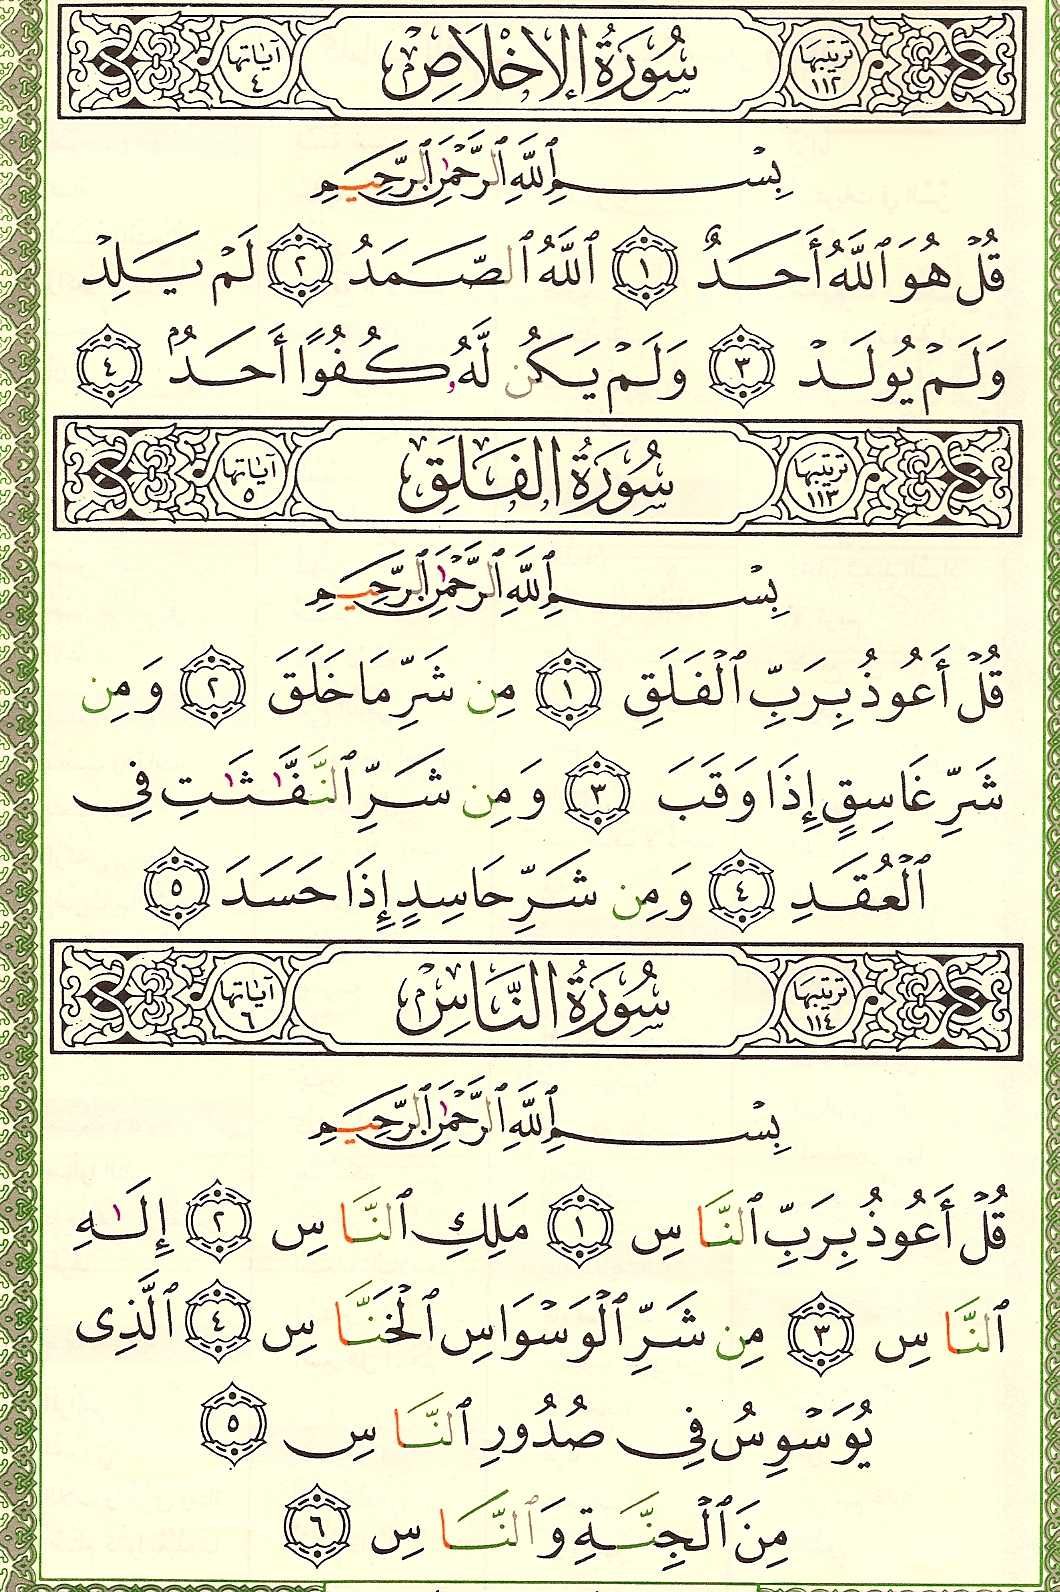 ترتيبها ١١٢ سُورَةُ الإِخْلَاصِ آياتها ٤
بِسْمِ ٱللَّهِ ٱلرَّحْمَٰنِ ٱلرَّحِيمِ
قُلْ هُوَ ٱللَّهُ أَحَدٌ ١ ٱللَّهُ ٱلصَّمَدُ ٢ لَمْ يَلِدْ
وَلَمْ يُولَدْ ٣ وَلَمْ يَكُن لَّهُۥ كُفُوًا أَحَدٌۢ ٤
ترتيبها ١١٣ سُورَةُ الفَلَقِ آياتها ٥
بِسْمِ ٱللَّهِ ٱلرَّحْمَٰنِ ٱلرَّحِيمِ
قُلْ أَعُوذُ بِرَبِّ ٱلْفَلَقِ ١ مِن شَرِّ مَا خَلَقَ ٢ وَمِن
شَرِّ غَاسِقٍ إِذَا وَقَبَ ٣ وَمِن شَرِّ ٱلنَّفَّٰثَٰتِ فِى
ٱلْعُقَدِ ٤ وَمِن شَرِّ حَاسِدٍ إِذَا حَسَدَ ٥
ترتيبها ١١٤ سُورَةُ النَّاسِ آياتها ٦
بِسْمِ ٱللَّهِ ٱلرَّحْمَٰنِ ٱلرَّحِيمِ
قُلْ أَعُوذُ بِرَبِّ ٱلنَّاسِ ١ مَلِكِ ٱلنَّاسِ ٢ إِلَٰهِ
ٱلنَّاسِ ٣ مِن شَرِّ ٱلْوَسْوَاسِ ٱلْخَنَّاسِ ٤ ٱلَّذِى
يُوَسْوِسُ فِى صُدُورِ ٱلنَّاسِ ٥
مِنَ ٱلْجِنَّةِ وَٱلنَّاسِ ٦